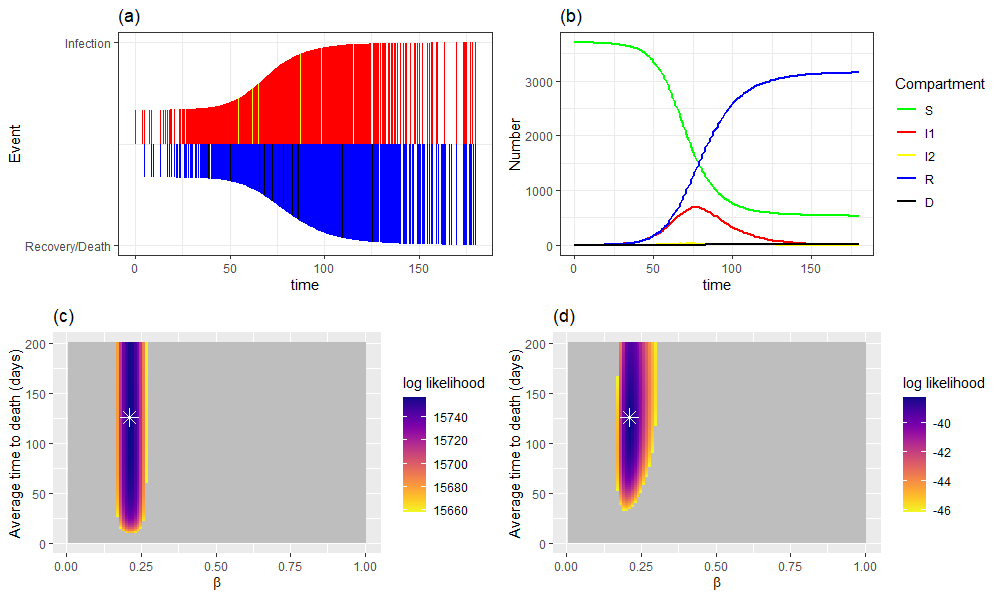 (a)
Infection
Recovery/Death
Event
0
50
100
150
time
(b)
3000
2000
1000
0
Number
0
50
100
150
time
Compartment
S
I1
I2
R
D
(c)
200
150
100
50
0
Average time to death (days)
0.00
0.25
0.50
0.75
1.00
β
log likelihood
15740
15720
15700
15680
15660
(d)
200
150
100
50
0
Average time to death (days)
0.00
0.25
0.50
0.75
1.00
β
log likelihood
-40
-42
-44
-46